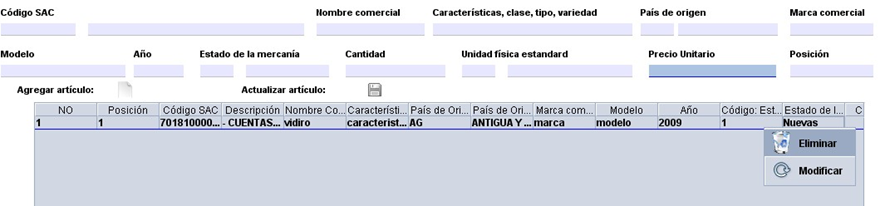 Código SAC Nombre comercial Características, clase, tipo, variedad País de origen Marca comercial
Modelo Año Estado de la mercanía Cantidad Unidad física estandard Precio Unitario Posición
Agregar artículo: Actualizar artículo:
NO Posición Código SAC Descripción Nombre Co... Característi... País de Ori... País de Ori... Marca com... Modelo Año Código: Est... Estado de l... C
1 1 701810000... - CUENTAS... vidiro caracterist... AG ANTIGUA Y ... marca modelo 2009 1 Nuevas
Eliminar
Modificar